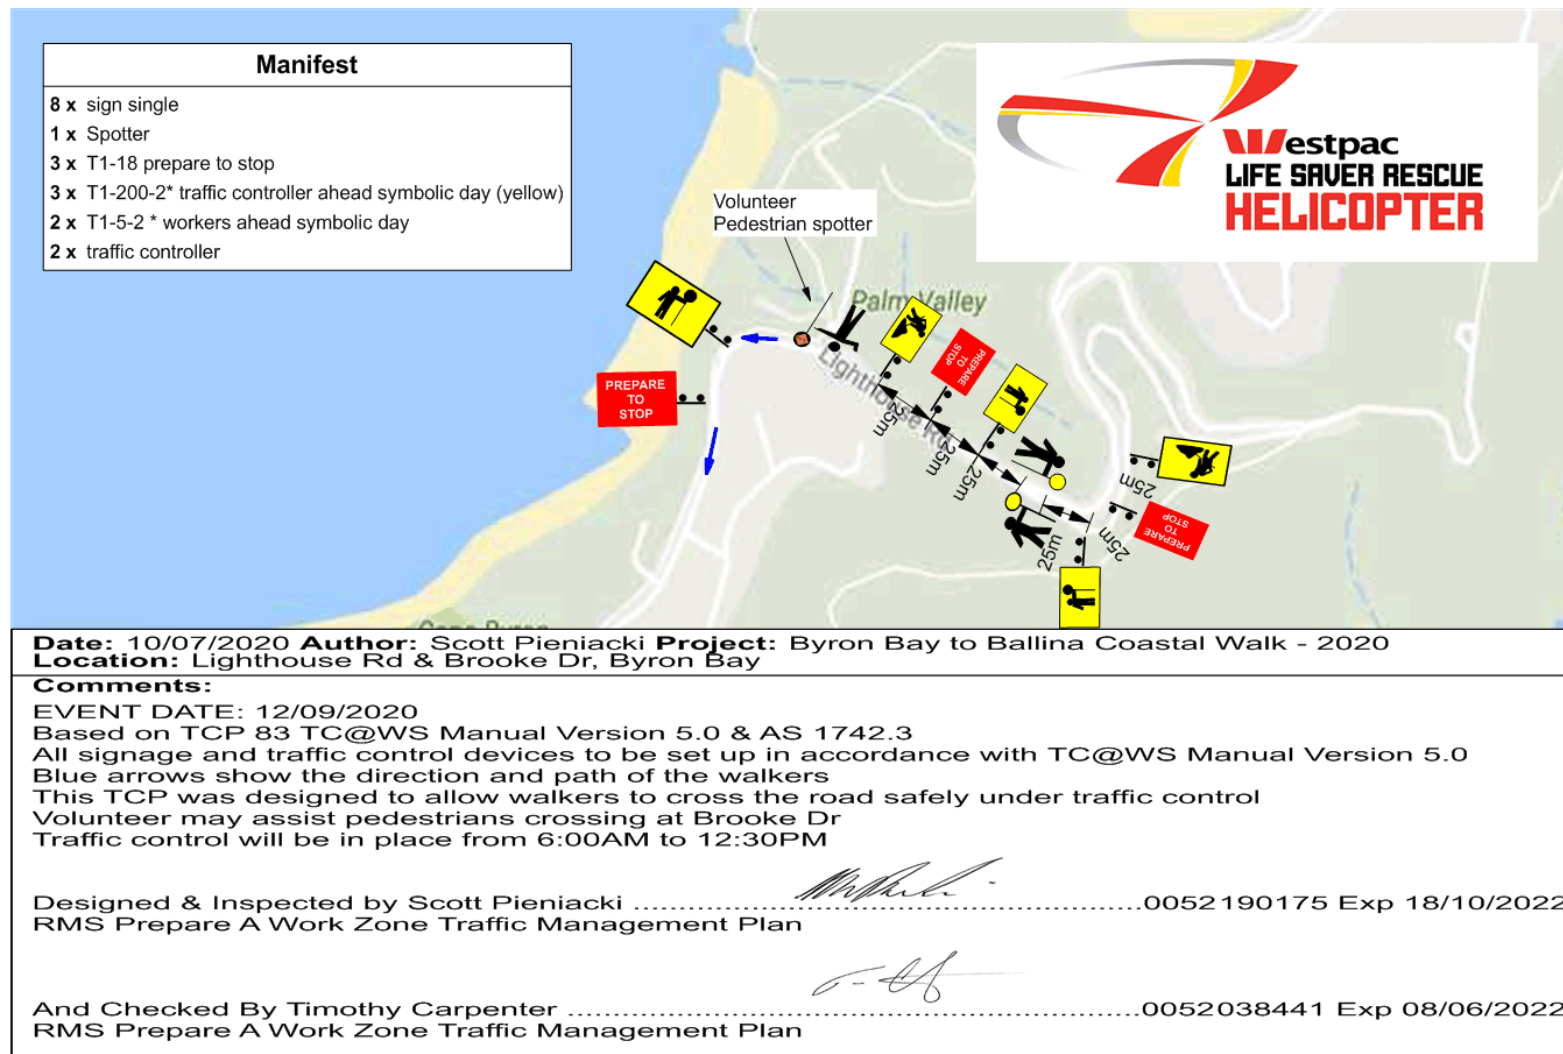 Manifest
8 x sign single
1 x Spotter
3 x T1-18 prepare to stop
3 x T1-200-2* traffic controller ahead symbolic day (yellow)
2 x T1-5-2 * workers ahead symbolic day
2 x traffic controller
Westpac
LIFE SAVER RESCUE
HELICOPTER
Volunteer
Pedestrian spotter
Palm Valley
Lighthouse Rd
PREPARE
TO
STOP
PREPARE
TO
STOP
25m
25m
25m
25m
25m
25m
PREPARE
TO
STOP
Cape Byron
Date: 10/07/2020 Author: Scott Pieniacki Project: Byron Bay to Ballina Coastal Walk - 2020
Location: Lighthouse Rd & Brooke Dr, Byron Bay
Comments:
EVENT DATE: 12/09/2020
Based on TCP 83 TC@WS Manual Version 5.0 & AS 1742.3
All signage and traffic control devices to be set up in accordance with TC@WS Manual Version 5.0
Blue arrows show the direction and path of the walkers
This TCP was designed to allow walkers to cross the road safely under traffic control
Volunteer may assist pedestrians crossing at Brooke Dr
Traffic control will be in place from 6:00AM to 12:30PM
Designed & Inspected by Scott Pieniacki ..................................................0052190175 Exp 18/10/2022
RMS Prepare A Work Zone Traffic Management Plan
And Checked By Timothy Carpenter ........................................................0052038441 Exp 08/06/2022
RMS Prepare A Work Zone Traffic Management Plan